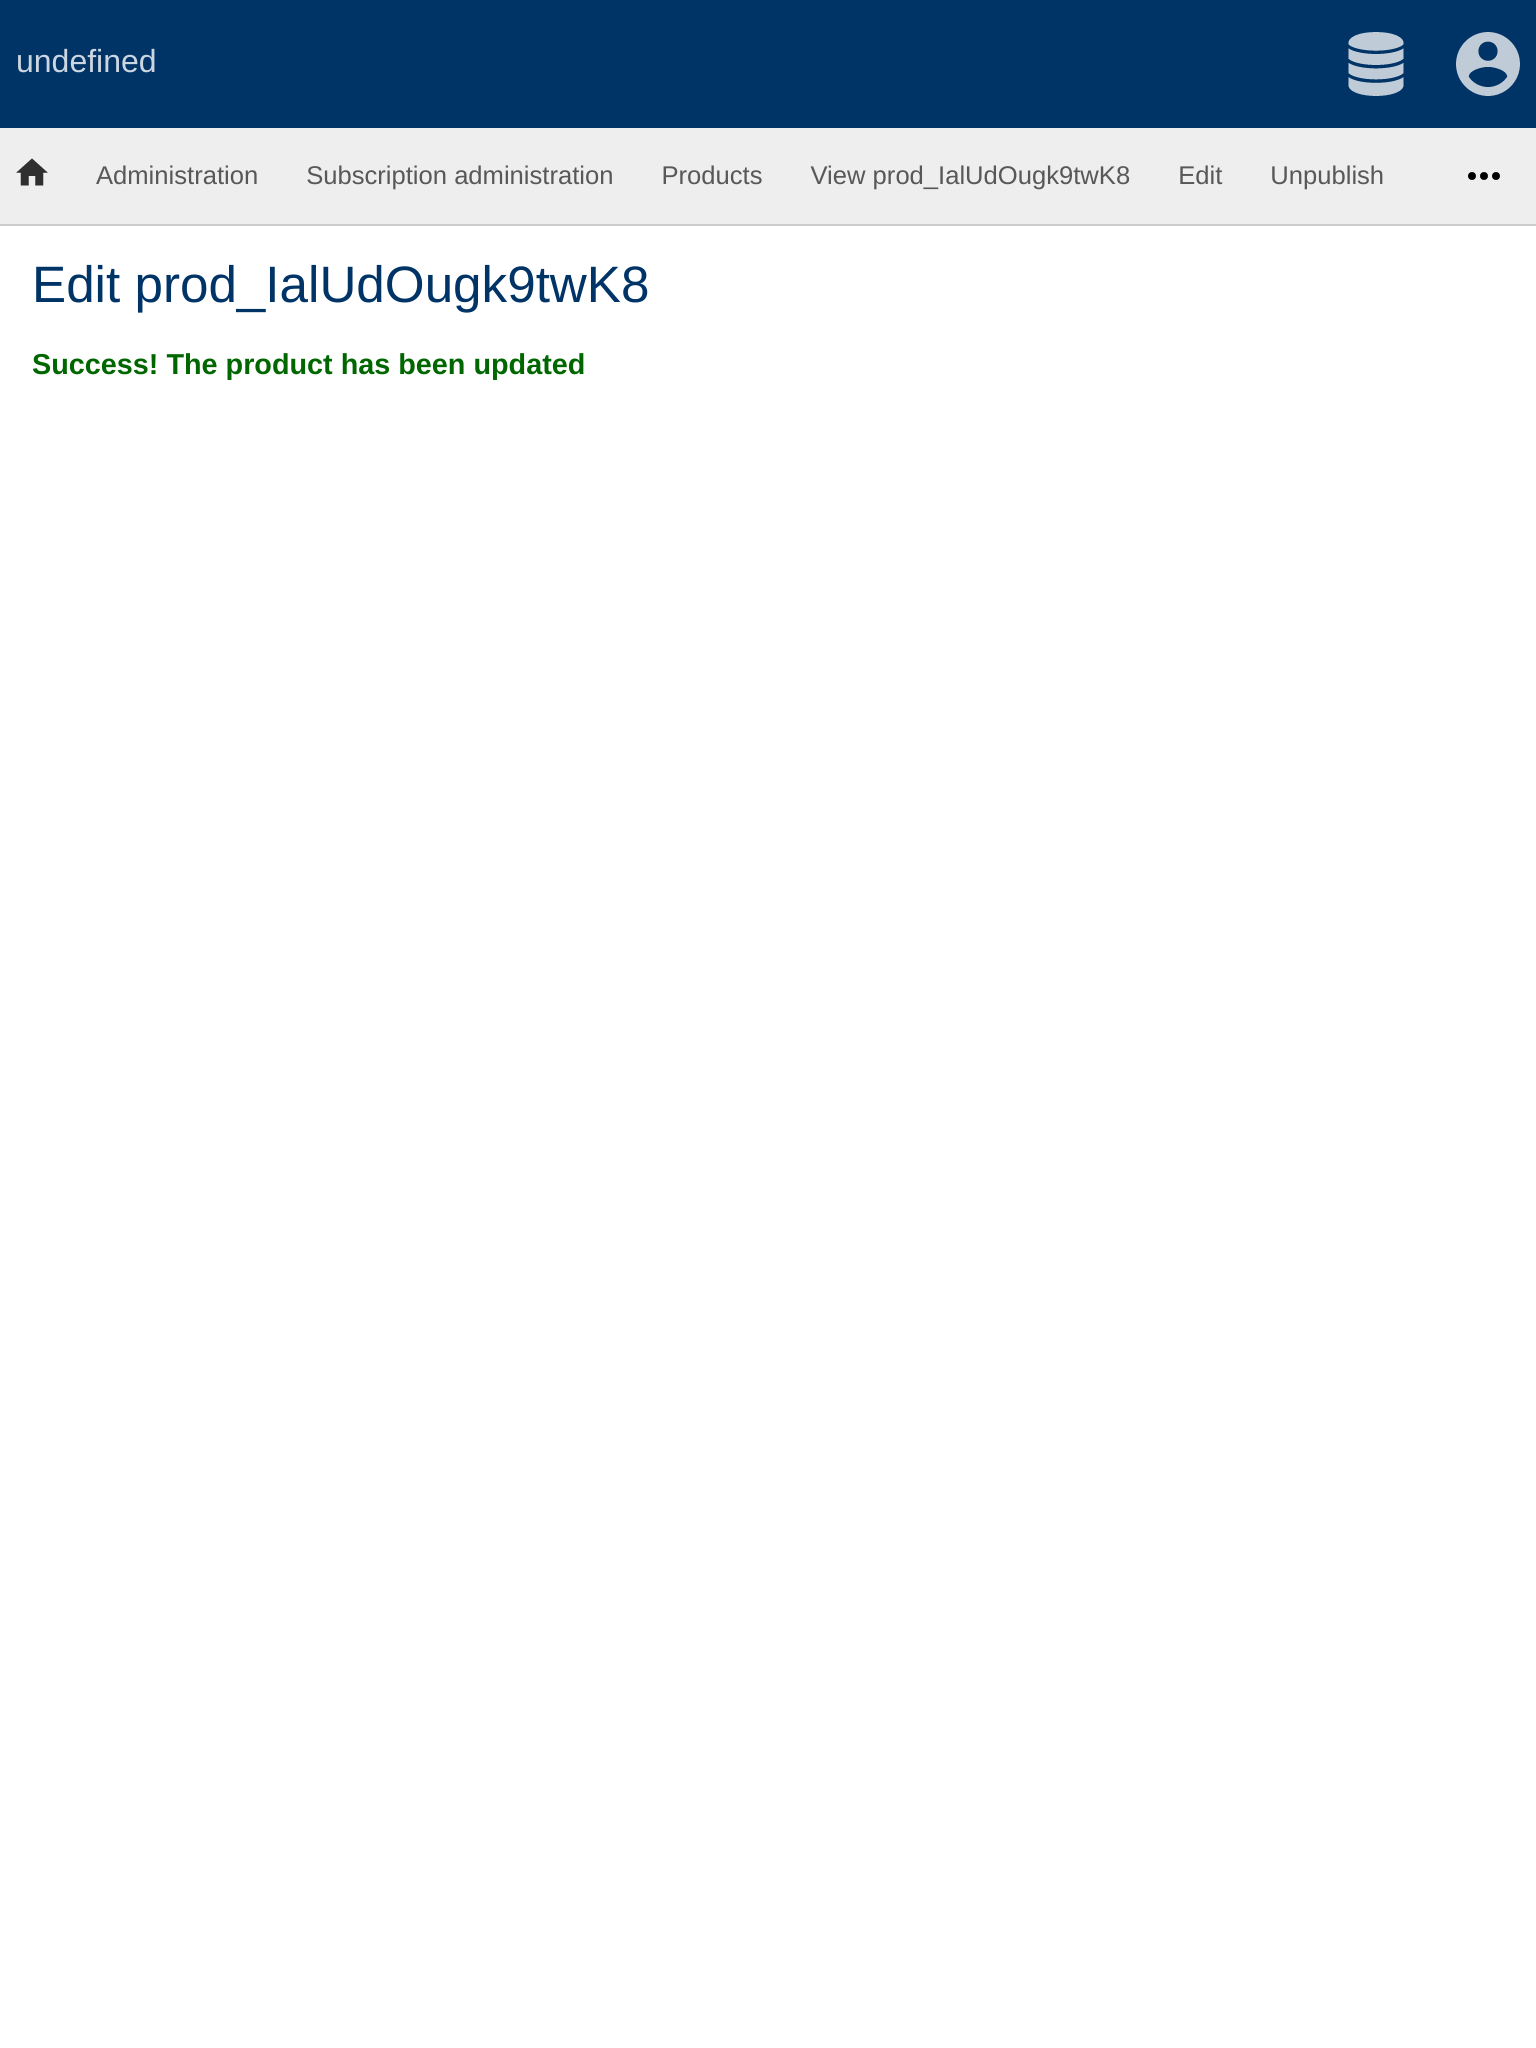 undefined
Administration Subscription administration Products View prod_IalUdOugk9twK8 Edit Unpublish
Edit prod_IalUdOugk9twK8
Success! The product has been updated